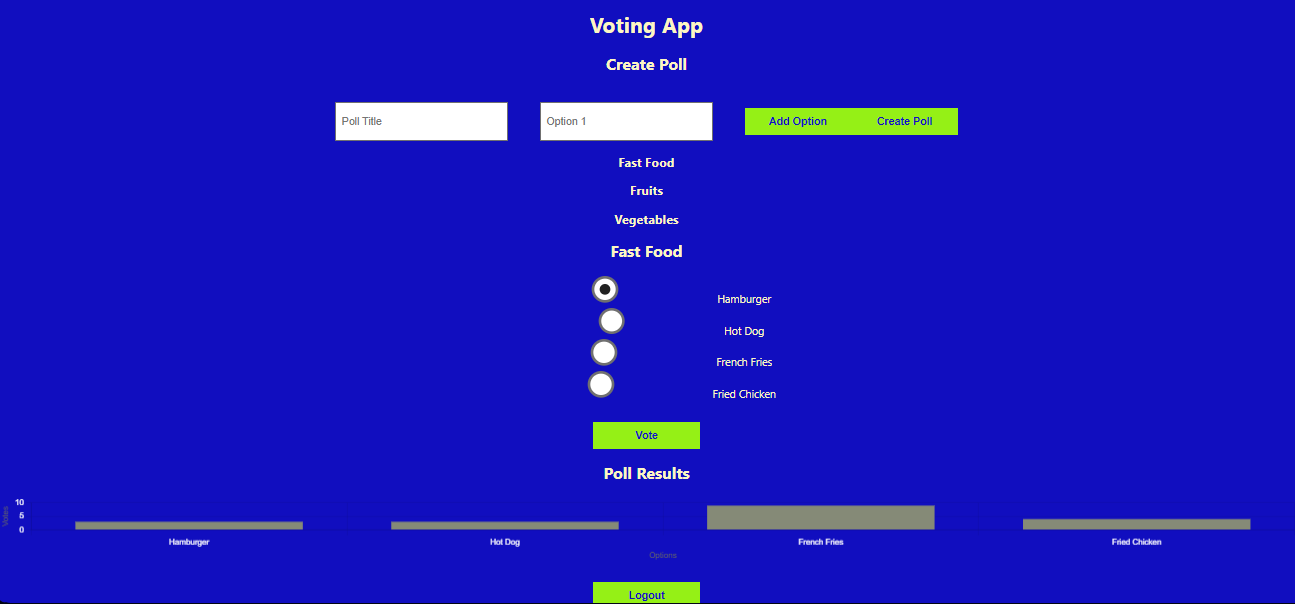 Voting App
Create Poll
Poll Title
Option 1
Add Option
Create Poll
Fast Food
Fruits
Vegetables
Fast Food
Hamburger
Hot Dog
French Fries
Fried Chicken
Vote
Poll Results
Votes
10
5
0
Hamburger
Hot Dog
French Fries
Fried Chicken
Options
Logout